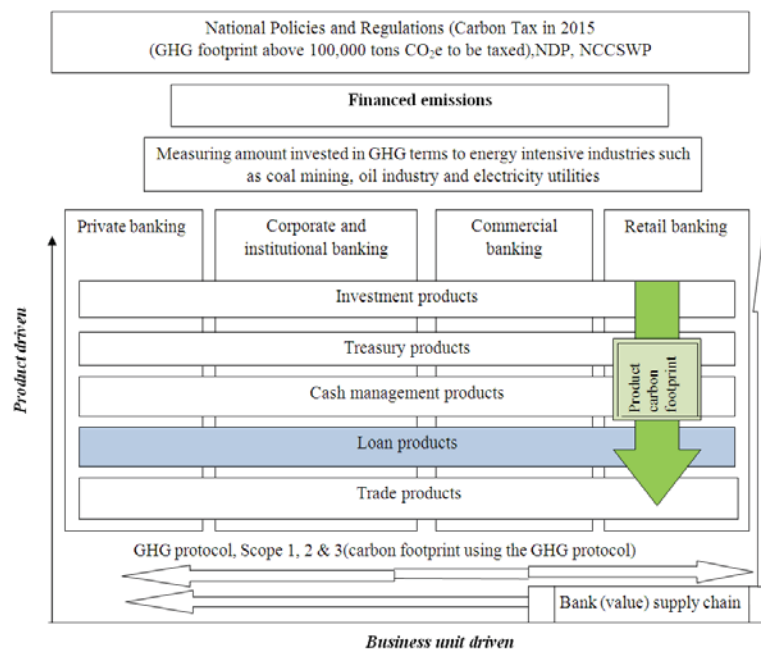 National Policies and Regulations (Carbon Tax in 2015
(GHG footprint above 100,000 tons CO₂e to be taxed),NDP, NCCSWP
Financed emissions
Measuring amount invested in GHG terms to energy intensive industries such
as coal mining, oil industry and electricity utilities
Private banking
Corporate and
institutional banking
Commercial
banking
Retail banking
Investment products
Treasury products
Cash management products
Loan products
Trade products
Product
carbon
footprint
Product driven
GHG protocol, Scope 1, 2 & 3(carbon footprint using the GHG protocol)
Bank (value) supply chain
Business unit driven